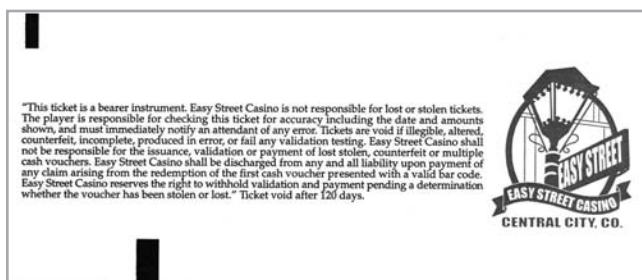 "This ticket is a bearer instrument. Easy Street Casino is not responsible for lost or stolen tickets.
The player is responsible for checking this ticket for accuracy including the date and amounts
shown, and must immediately notify an attendant of any error. Tickets are void if illegible, altered,
counterfeit, incomplete, produced in error, or fail any validation testing. Easy Street Casino shall
not be responsible for the issuance, validation or payment of lost stolen, counterfeit or multiple
cash vouchers. Easy Street Casino shall be discharged from any and all liability upon payment of
any claim arising from the redemption of the first cash voucher presented with a valid bar code.
Easy Street Casino reserves the right to withhold validation and payment pending a determination
whether the voucher has been stolen or lost." Ticket void after 120 days.
EASY STREET
EASY STREET CASINO
CENTRAL CITY, CO.